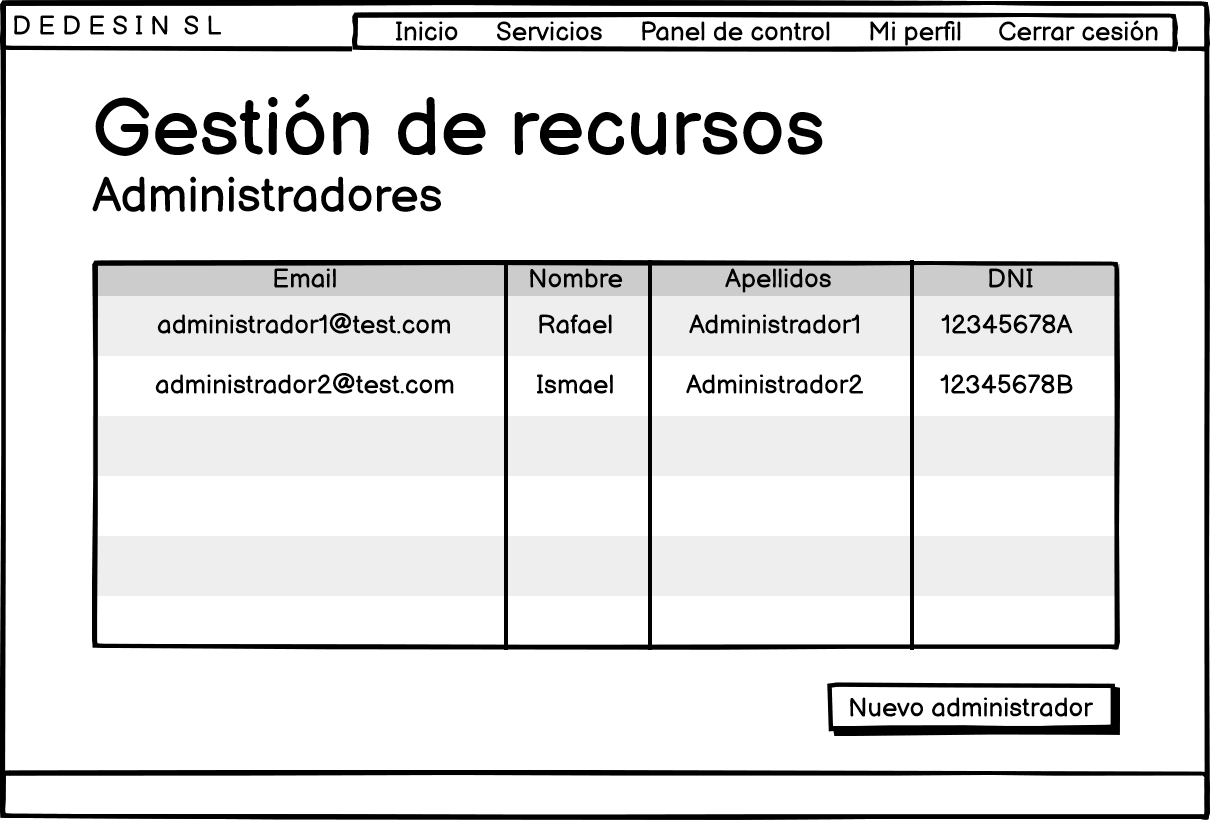 DEDESIN SL
Inicio Servicios Panel de control Mi perfil Cerrar cesión
Gestión de recursos
Administradores
Email Nombre Apellidos DNI
administrador1@test.com Rafael Administrador1 12345678A
administrador2@test.com Ismael Administrador2 12345678B
Nuevo administrador